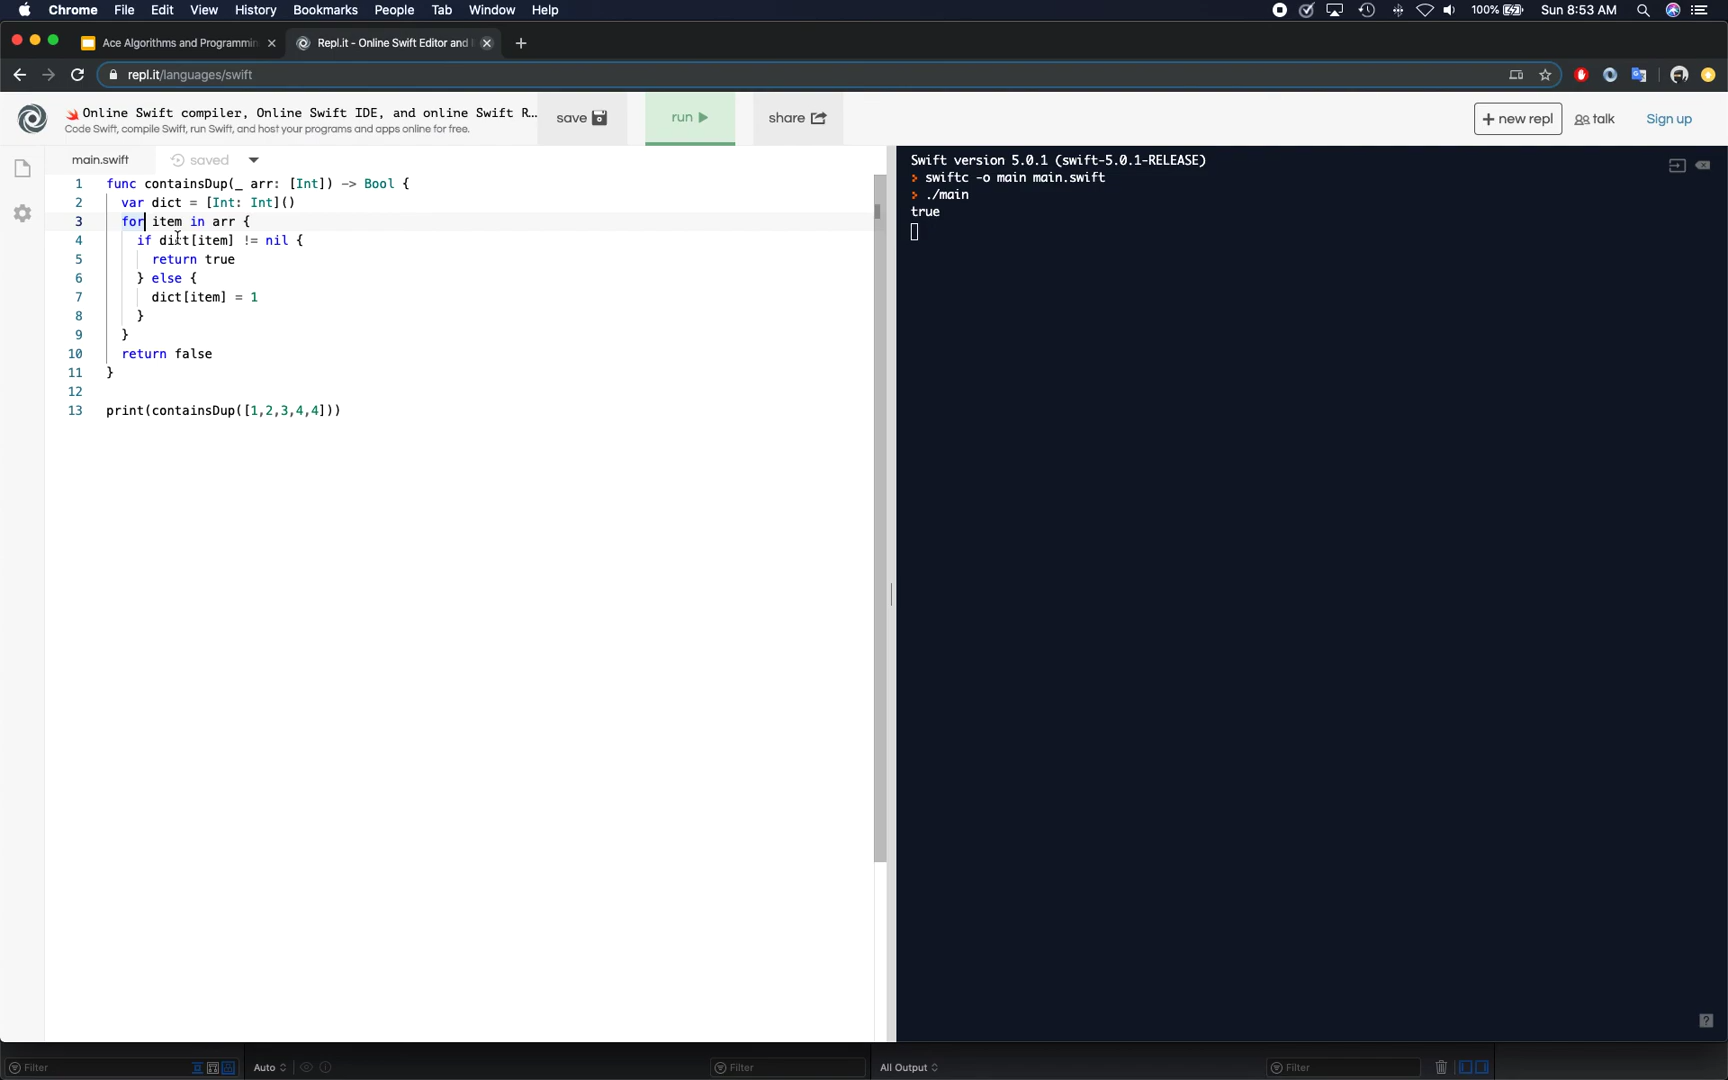 Chrome File Edit View History Bookmarks People Tab Window Help 100% Sun 8:53 AM
Ace Algorithms and Programmin Repl.it - Online Swift Editor and
repl.it/languages/swift
Online Swift compiler, Online Swift IDE, and online Swift R...
Code Swift, compile Swift, run Swift, and host your programs and apps online for free.
save run share + new repl talk Sign up
main.swift saved
1 func containsDup(_ arr: [Int]) -> Bool {
2 var dict = [Int: Int]()
3 for item in arr {
4 if dict[item] != nil {
5 return true
6 } else {
7 dict[item] = 1
8 }
9 }
10 return false
11 }
12
13 print(containsDup([1,2,3,4,4]))
Swift version 5.0.1 (swift-5.0.1-RELEASE)
> swiftc -o main main.swift
> ./main
true
?
Filter Auto Filter All Output Filter